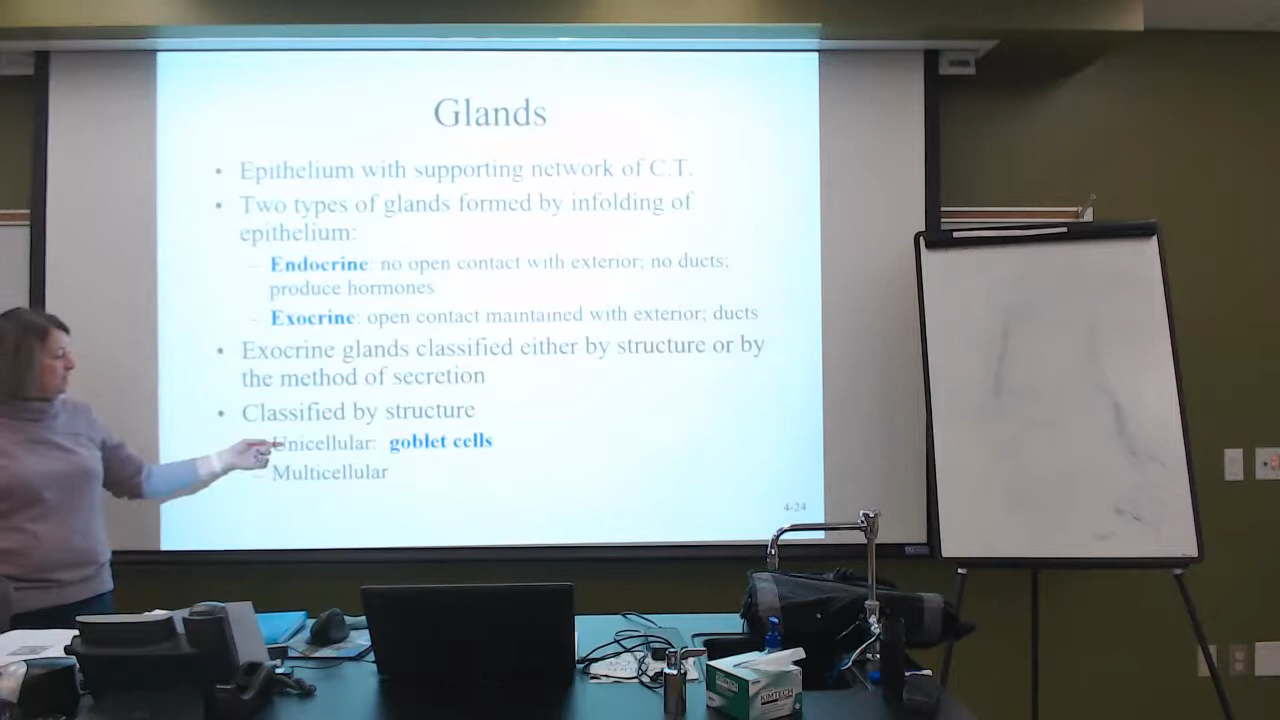 Glands
• Epithelium with supporting network of C.T.
• Two types of glands formed by infolding of
epithelium:
– Endocrine: no open contact with exterior; no ducts;
produce hormones
– Exocrine: open contact maintained with exterior; ducts
• Exocrine glands classified either by structure or by
the method of secretion
• Classified by structure
Unicellular: goblet cells
– Multicellular
4-24
KIMTECH